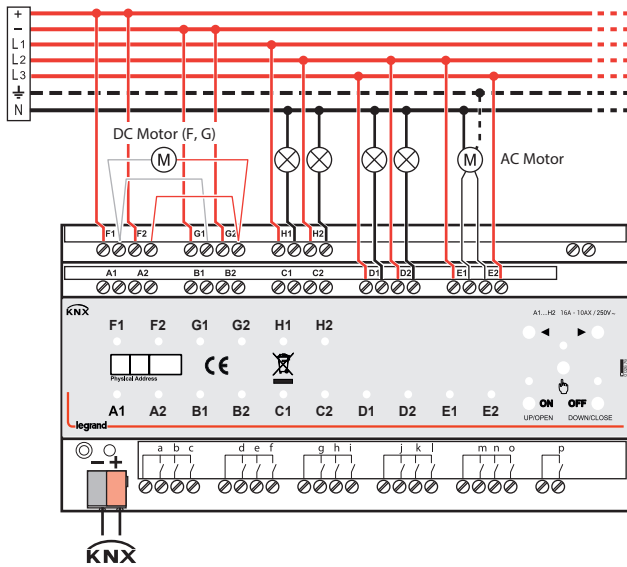 +
−
L1
L2
L3
N
DC Motor (F, G)
M
M
AC Motor
F1 F2 G1 G2 H1 H2
A1 A2 B1 B2 C1 C2 D1 D2 E1 E2
KNX
A1....H2 16A - 10AX / 250V~
F1 F2 G1 G2 H1 H2
Physical Address
CE
A1 A2 B1 B2 C1 C2 D1 D2 E1 E2
ON OFF
UP/OPEN DOWN/CLOSE
legrand
− +
a b c d e f g h i j k l m n o p
KNX